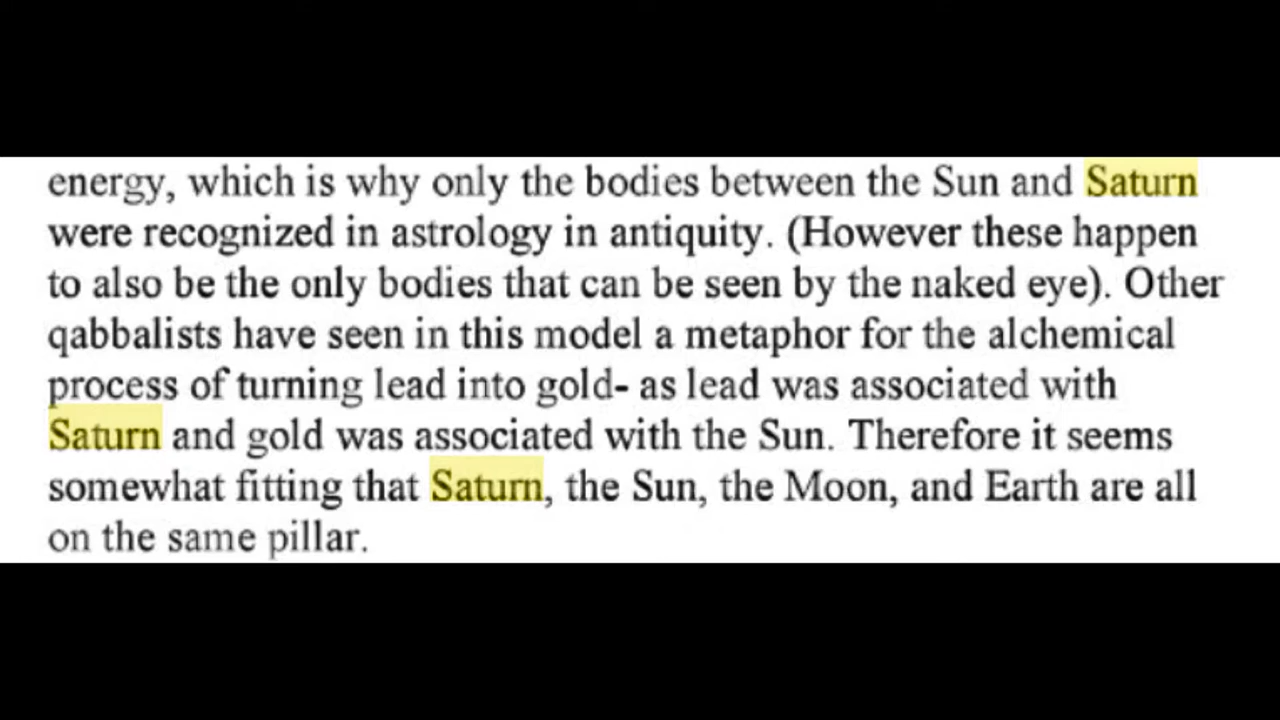 energy, which is why only the bodies between the Sun and Saturn
were recognized in astrology in antiquity. (However these happen
to also be the only bodies that can be seen by the naked eye). Other
qabbalists have seen in this model a metaphor for the alchemical
process of turning lead into gold- as lead was associated with
Saturn and gold was associated with the Sun. Therefore it seems
somewhat fitting that Saturn, the Sun, the Moon, and Earth are all
on the same pillar.